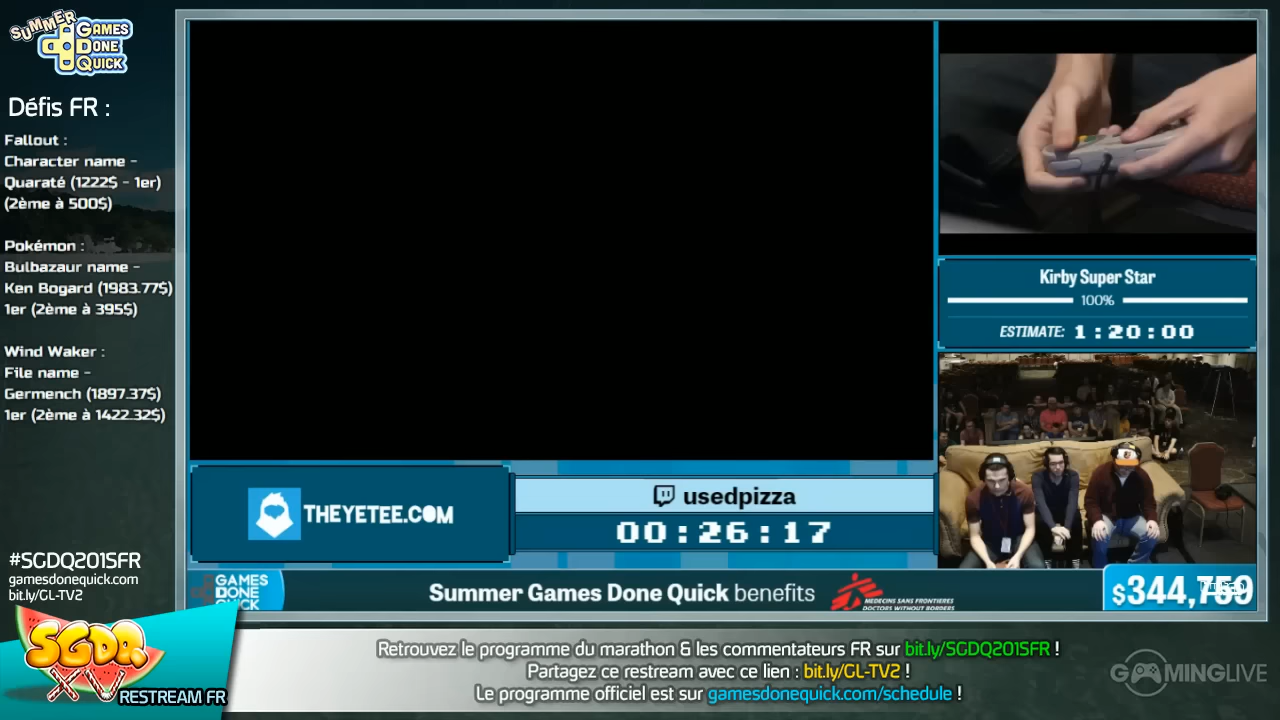 SUMMER
GAMES
DONE
QUICK
Défis FR :
Fallout :
Character name -
Quaraté (1222$ - 1er)
(2ème à 500$)
Pokémon :
Bulbazaur name -
Ken Bogard (1983.77$)
1er (2ème à 395$)
Wind Waker :
File name -
Germench (1897.37$)
1er (2ème à 1422.32$)
#SGDQ2015FR
gamesdonequick.com
bit.ly/GL-TV2
SGDQ
XV
RESTREAM FR
Kirby Super Star
100%
ESTIMATE: 1:20:00
THEYETEE.COM
usedpizza
00:26:17
GAMES
DONE
QUICK
Summer Games Done Quick benefits
MEDECINS SANS FRONTIERES
DOCTORS WITHOUT BORDERS
Retrouvez le programme du marathon & les commentateurs FR sur bit.ly/SGDQ2015FR !
Partagez ce restream avec ce lien : bit.ly/GL-TV2 !
Le programme officiel est sur gamesdonequick.com/schedule !
GAMINGLIVE